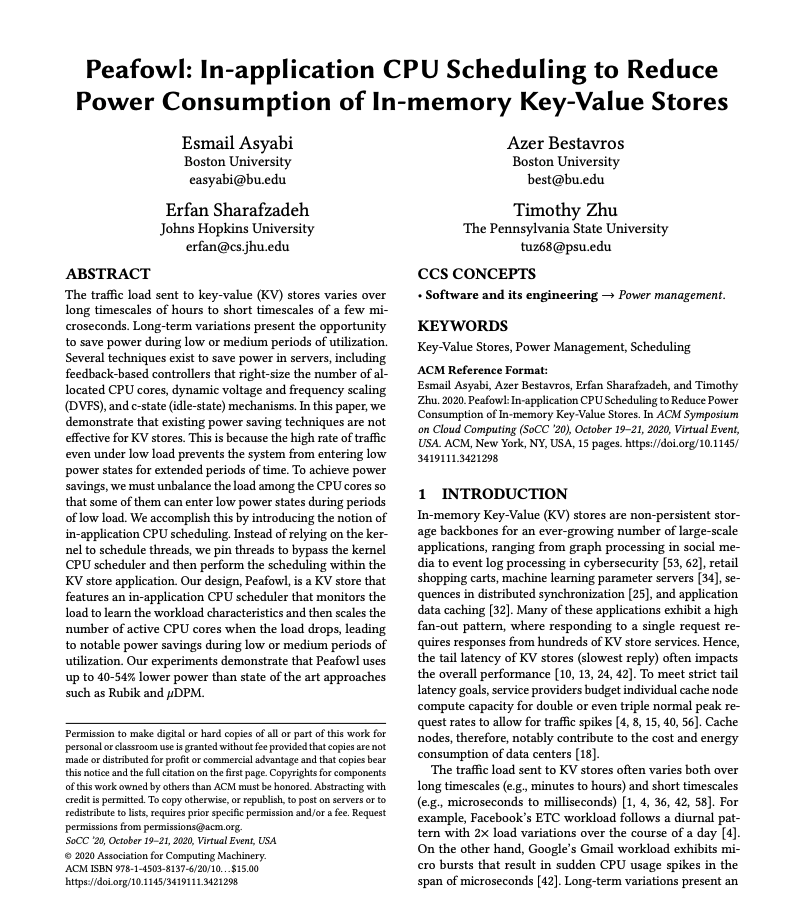 Peafowl: In-application CPU Scheduling to Reduce
Power Consumption of In-memory Key-Value Stores
Esmail Asyabi
Boston University
easyabi@bu.edu
Azer Bestavros
Boston University
best@bu.edu
Erfan Sharafzadeh
Johns Hopkins University
erfan@cs.jhu.edu
Timothy Zhu
The Pennsylvania State University
tuz68@psu.edu
ABSTRACT
The traffic load sent to key-value (KV) stores varies over
long timescales of hours to short timescales of a few mi-
croseconds. Long-term variations present the opportunity
to save power during low or medium periods of utilization.
Several techniques exist to save power in servers, including
feedback-based controllers that right-size the number of al-
located CPU cores, dynamic voltage and frequency scaling
(DVFS), and c-state (idle-state) mechanisms. In this paper, we
demonstrate that existing power saving techniques are not
effective for KV stores. This is because the high rate of traffic
even under low load prevents the system from entering low
power states for extended periods of time. To achieve power
savings, we must unbalance the load among the CPU cores so
that some of them can enter low power states during periods
of low load. We accomplish this by introducing the notion of
in-application CPU scheduling. Instead of relying on the ker-
nel to schedule threads, we pin threads to bypass the kernel
CPU scheduler and then perform the scheduling within the
KV store application. Our design, Peafowl, is a KV store that
features an in-application CPU scheduler that monitors the
load to learn the workload characteristics and then scales the
number of active CPU cores when the load drops, leading
to notable power savings during low or medium periods of
utilization. Our experiments demonstrate that Peafowl uses
up to 40-54% lower power than state of the art approaches
such as Rubik and μDPM.
Permission to make digital or hard copies of all or part of this work for
personal or classroom use is granted without fee provided that copies are not
made or distributed for profit or commercial advantage and that copies bear
this notice and the full citation on the first page. Copyrights for components
of this work owned by others than ACM must be honored. Abstracting with
credit is permitted. To copy otherwise, or republish, to post on servers or to
redistribute to lists, requires prior specific permission and/or a fee. Request
permissions from permissions@acm.org.
SoCC '20, October 19–21, 2020, Virtual Event, USA
© 2020 Association for Computing Machinery.
ACM ISBN 978-1-4503-8137-6/20/10...$15.00
https://doi.org/10.1145/3419111.3421298
CCS CONCEPTS
• Software and its engineering → Power management.
KEYWORDS
Key-Value Stores, Power Management, Scheduling
ACM Reference Format:
Esmail Asyabi, Azer Bestavros, Erfan Sharafzadeh, and Timothy
Zhu. 2020. Peafowl: In-application CPU Scheduling to Reduce Power
Consumption of In-memory Key-Value Stores. In ACM Symposium
on Cloud Computing (SoCC '20), October 19–21, 2020, Virtual Event,
USA. ACM, New York, NY, USA, 15 pages. https://doi.org/10.1145/
3419111.3421298
1 INTRODUCTION
In-memory Key-Value (KV) stores are non-persistent stor-
age backbones for an ever-growing number of large-scale
applications, ranging from graph processing in social me-
dia to event log processing in cybersecurity [53, 62], retail
shopping carts, machine learning parameter servers [34], se-
quences in distributed synchronization [25], and application
data caching [32]. Many of these applications exhibit a high
fan-out pattern, where responding to a single request re-
quires responses from hundreds of KV store services. Hence,
the tail latency of KV stores (slowest reply) often impacts
the overall performance [10, 13, 24, 42]. To meet strict tail
latency goals, service providers budget individual cache node
compute capacity for double or even triple normal peak re-
quest rates to allow for traffic spikes [4, 8, 15, 40, 56]. Cache
nodes, therefore, notably contribute to the cost and energy
consumption of data centers [18].
The traffic load sent to KV stores often varies both over
long timescales (e.g., minutes to hours) and short timescales
(e.g., microseconds to milliseconds) [1, 4, 36, 42, 58]. For
example, Facebook's ETC workload follows a diurnal pat-
tern with 2× load variations over the course of a day [4].
On the other hand, Google's Gmail workload exhibits mi-
cro bursts that result in sudden CPU usage spikes in the
span of microseconds [42]. Long-term variations present an